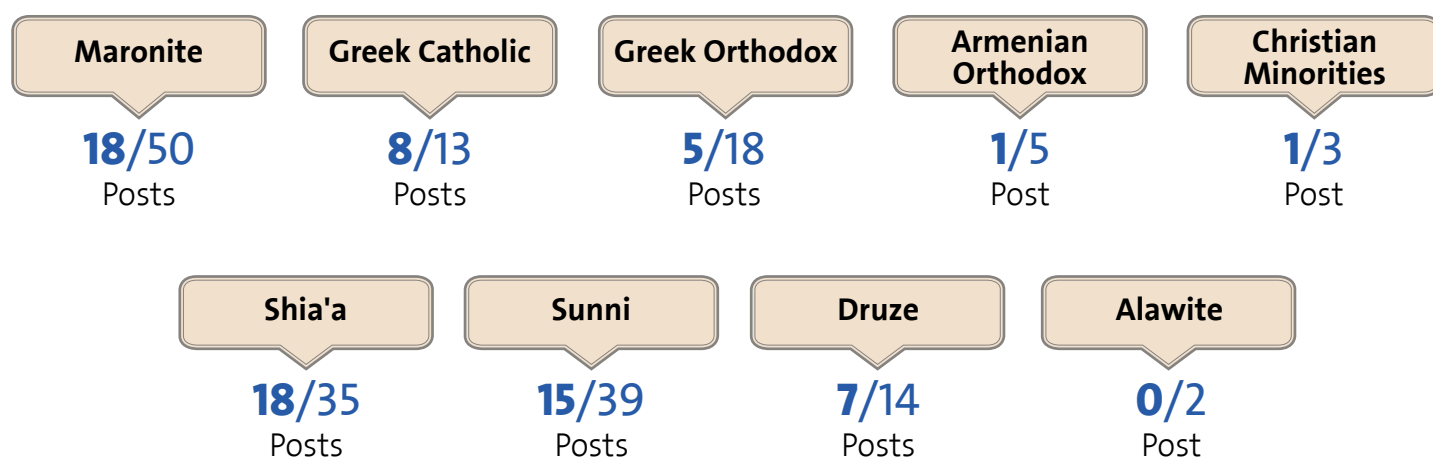 Maronite
18/50
Posts
Greek Catholic
8/13
Posts
Greek Orthodox
5/18
Posts
Armenian
Orthodox
1/5
Post
Christian
Minorities
1/3
Post
Shia'a
18/35
Posts
Sunni
15/39
Posts
Druze
7/14
Posts
Alawite
0/2
Post